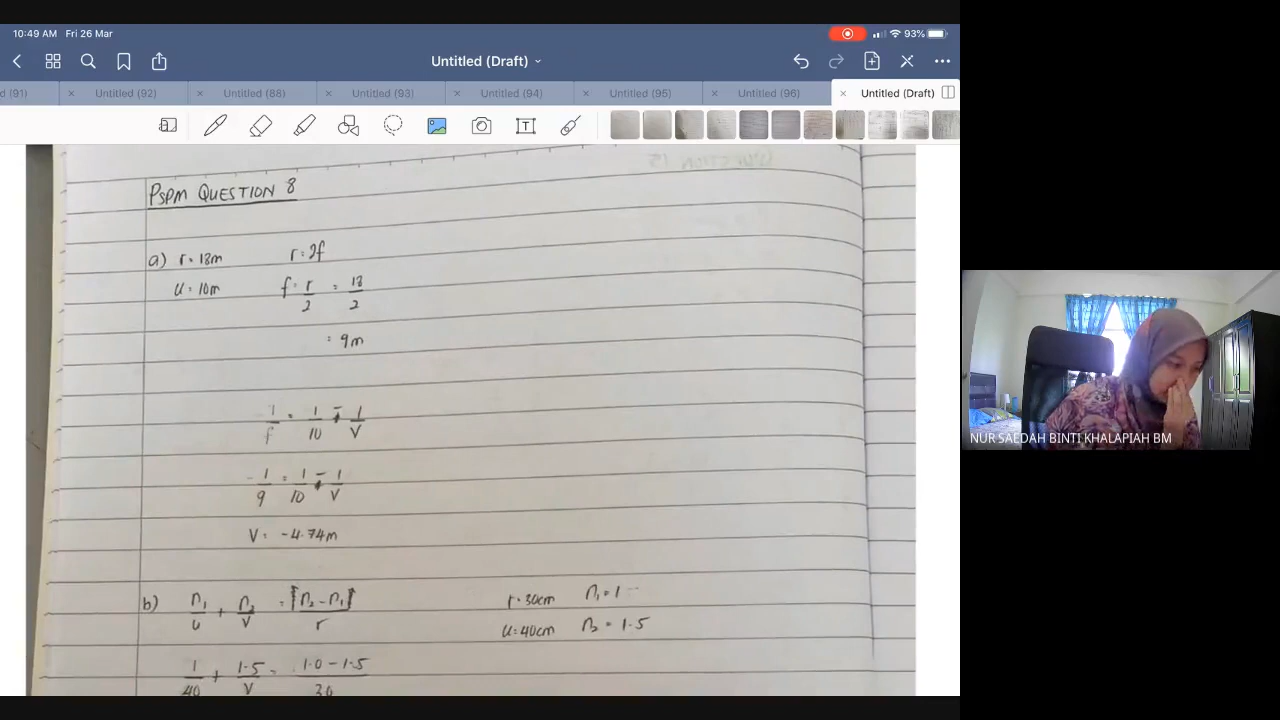 10:49 AM Fri 26 Mar
93%
Untitled (Draft)
d (91)
Untitled (92)
Untitled (88)
Untitled (93)
Untitled (94)
Untitled (95)
Untitled (96)
Untitled (Draft)
PSPM QUESTION 8
a) r = 18m r = 2f
u = 10m f = r/2 = 18/2
= 9m
1/f = 1/10 - 1/v
-1/9 = 1/10 - 1/v
V = -4.74m
b) n₁/u + n₂/v = |n₂ - n₁|/r r = 30cm n₁ = 1
u = 40cm n₂ = 1.5
1/40 + 1.5/v = 1.0 - 1.5/30
NUR SAEDAH BINTI KHALAPIAH BM